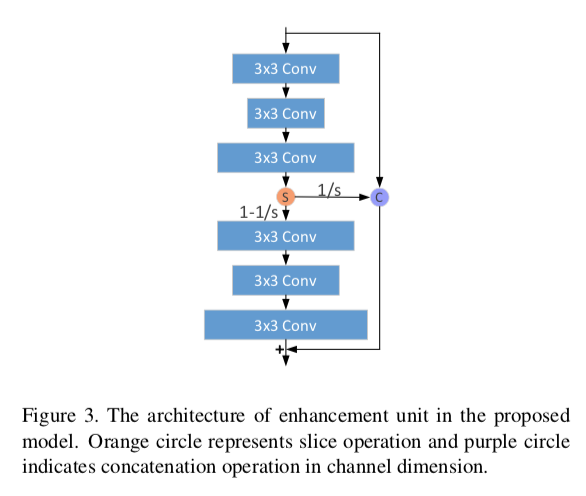 3x3 Conv
3x3 Conv
3x3 Conv
S 1/s C
1-1/s
3x3 Conv
3x3 Conv
3x3 Conv
+
Figure 3. The architecture of enhancement unit in the proposed
model. Orange circle represents slice operation and purple circle
indicates concatenation operation in channel dimension.